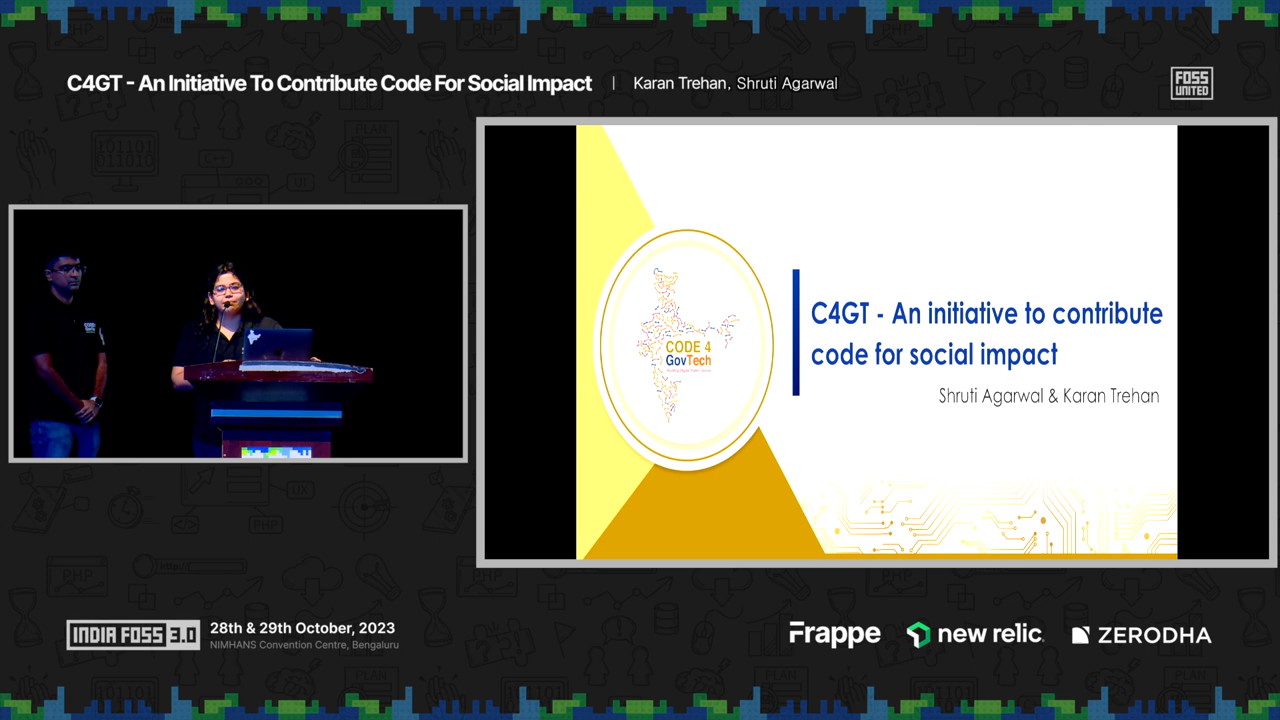 C4GT - An Initiative To Contribute Code For Social Impact | Karan Trehan, Shruti Agarwal
FOSS
UNITED
CODE 4
GovTech
C4GT - An initiative to contribute
code for social impact
Shruti Agarwal & Karan Trehan
INDIA FOSS 3.0
28th & 29th October, 2023
NIMHANS Convention Centre, Bengaluru
Frappe
new relic
ZERODHA